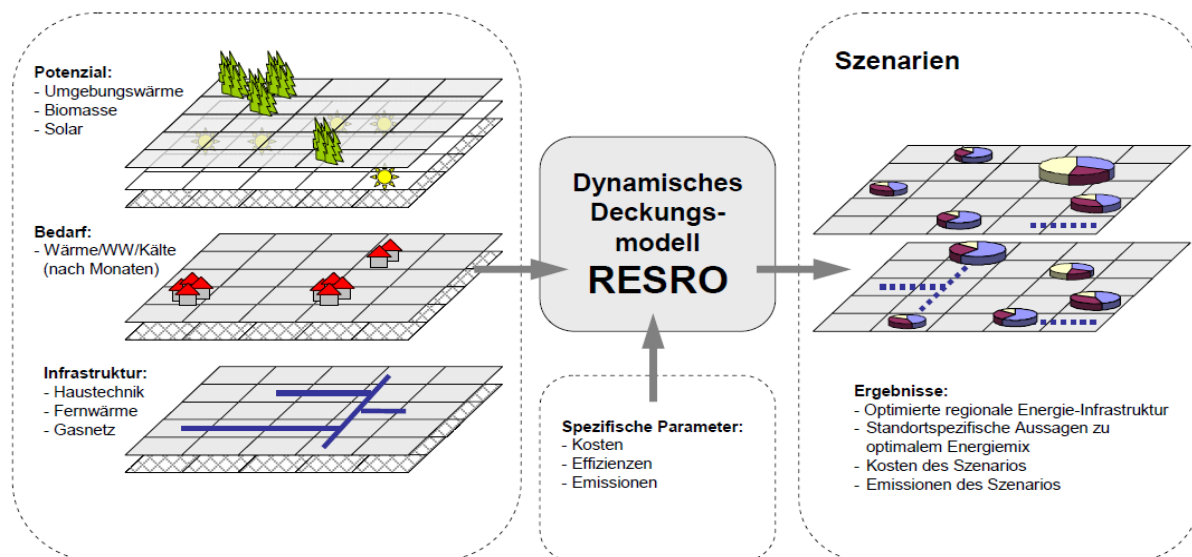 Potenzial:
- Umgebungswärme
- Biomasse
- Solar
Bedarf:
- Wärme/WW/Kälte
(nach Monaten)
Infrastruktur:
- Haustechnik
- Fernwärme
- Gasnetz
Dynamisches
Deckungs-
modell
RESRO
Spezifische Parameter:
- Kosten
- Effizienzen
- Emissionen
Szenarien
Ergebnisse:
- Optimierte regionale Energie-Infrastruktur
- Standortspezifische Aussagen zu
optimalem Energiemix
- Kosten des Szenarios
- Emissionen des Szenarios